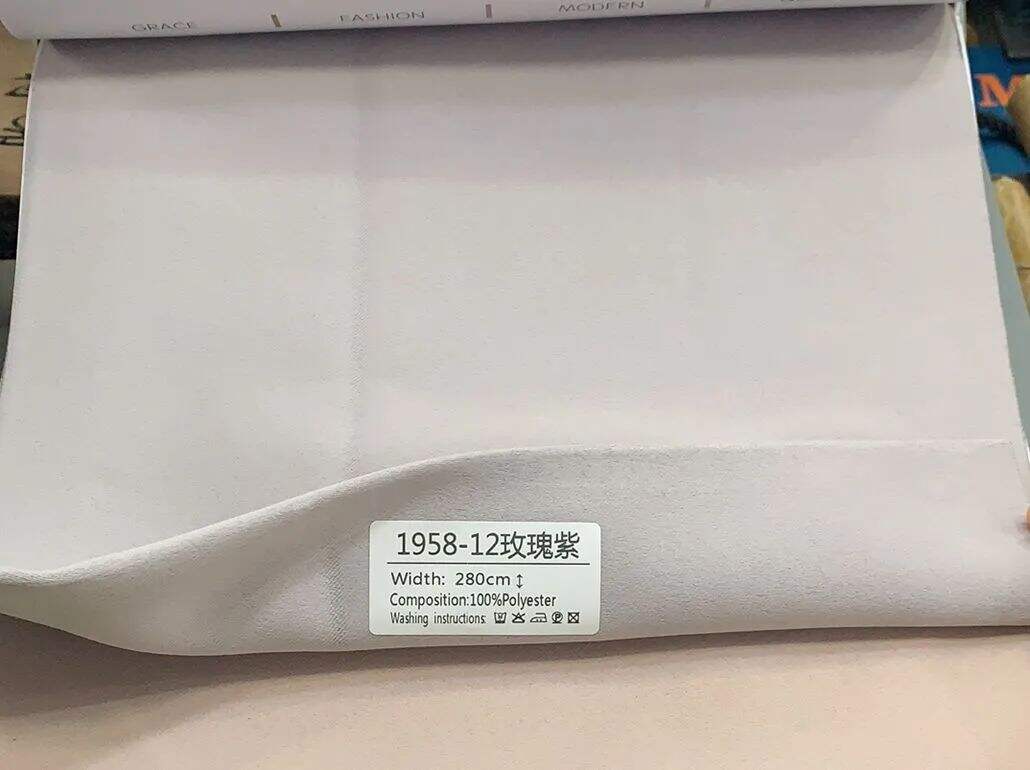 GRACE FASHION MODERN
M
1958-12玫瑰紫
Width: 280cm↕
Composition:100%Polyester
Washing instructions: